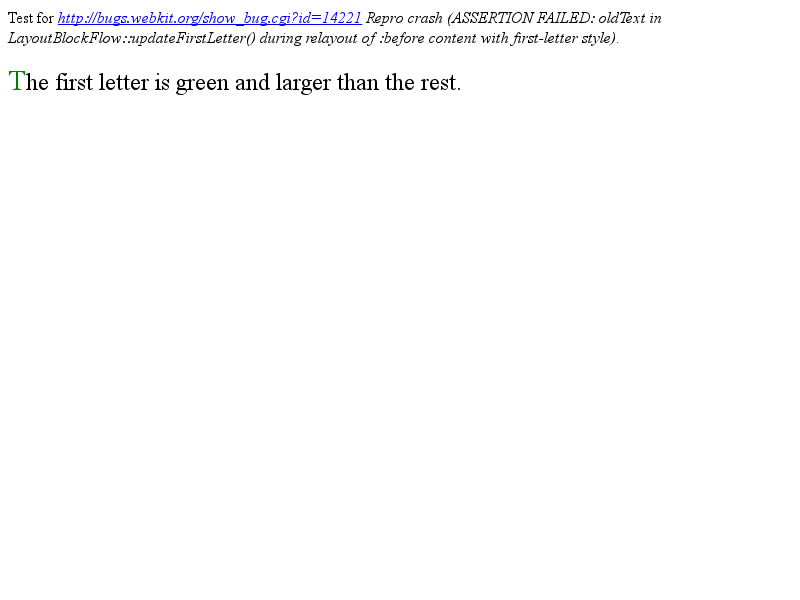 Test for http://bugs.webkit.org/show_bug.cgi?id=14221 Repro crash (ASSERTION FAILED: oldText in
LayoutBlockFlow::updateFirstLetter() during relayout of :before content with first-letter style).
The first letter is green and larger than the rest.